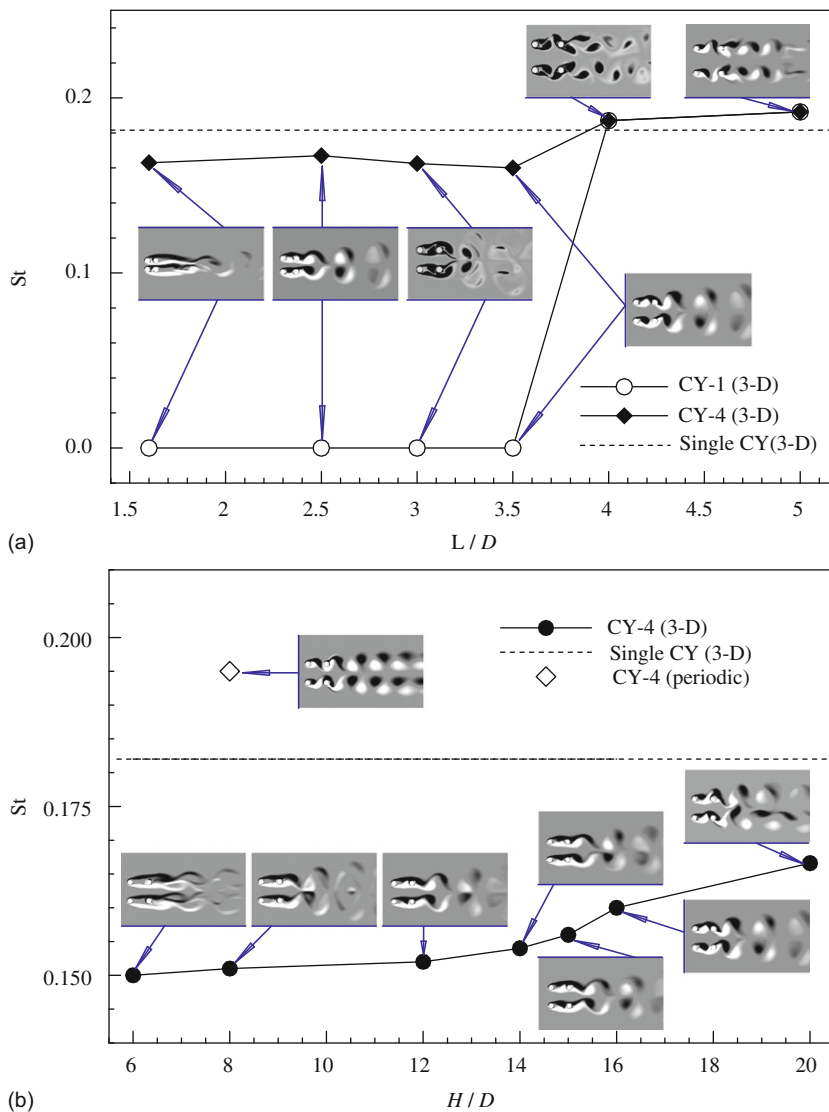 0.2
0.1
0.0
St
CY-1 (3-D)
CY-4 (3-D)
Single CY(3-D)
1.5 2 2.5 3 3.5 4 4.5 5
L / D
(a)
0.200
0.175
0.150
St
CY-4 (3-D)
Single CY (3-D)
CY-4 (periodic)
6 8 10 12 14 16 18 20
H / D
(b)